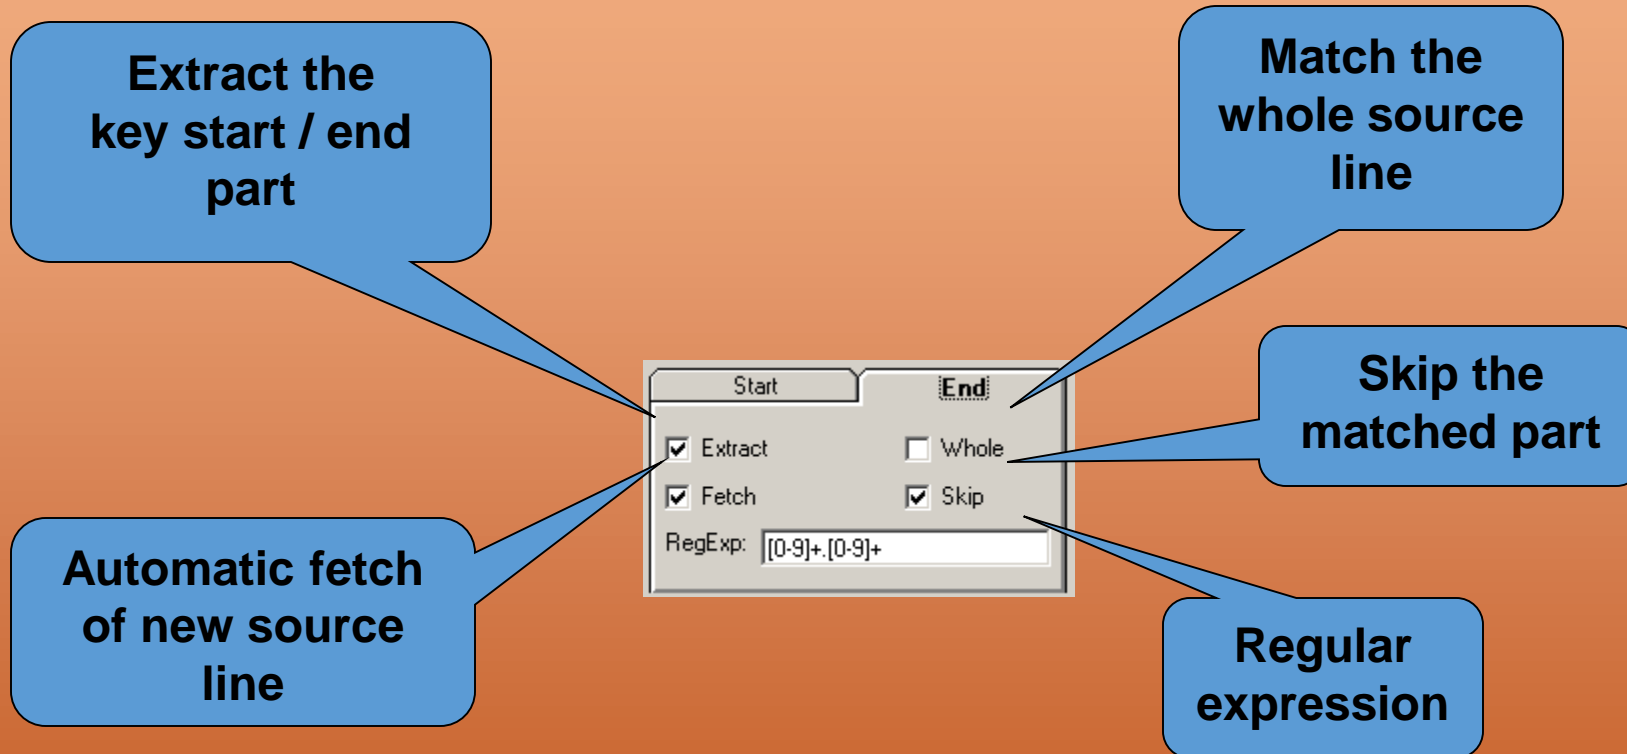 Extract the
key start / end
part
Match the
whole source
line
Start
End
Extract
Whole
Fetch
Skip
RegExp:
[0-9]+.[0-9]+
Skip the
matched part
Automatic fetch
of new source
line
Regular
expression